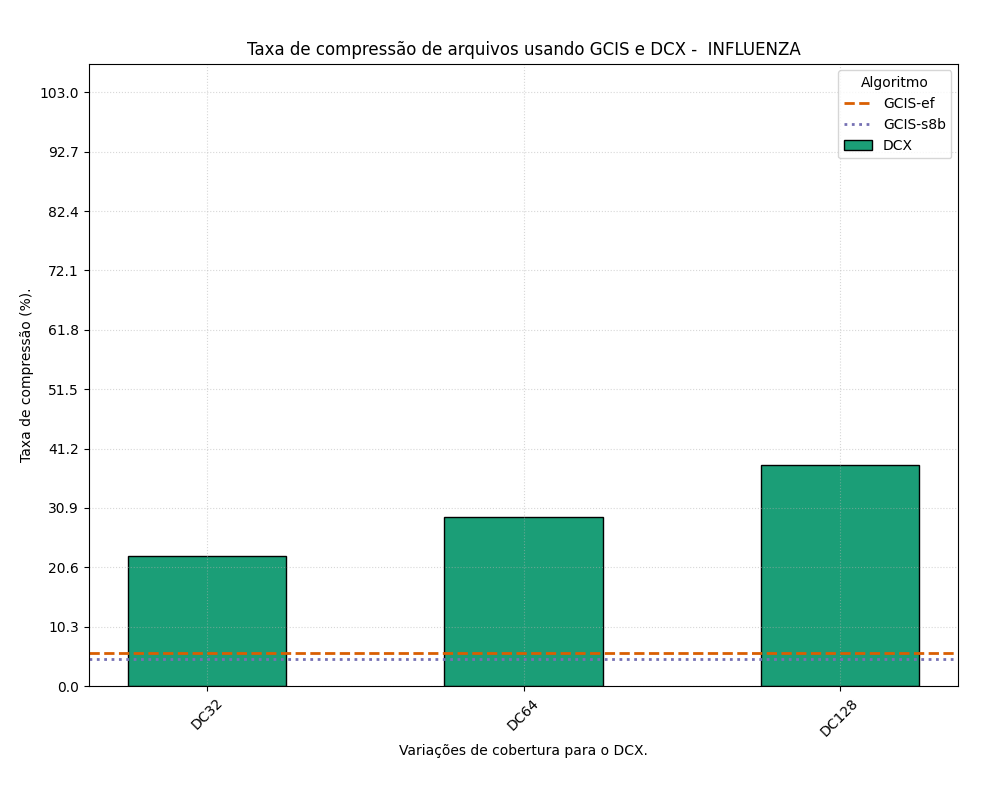 Taxa de compressão de arquivos usando GCIS e DCX -  INFLUENZA
Algoritmo
GCIS-ef
GCIS-s8b
DCX
Taxa de compressão (%).
103.0
92.7
82.4
72.1
61.8
51.5
41.2
30.9
20.6
10.3
0.0
DC32
DC64
DC128
Variações de cobertura para o DCX.